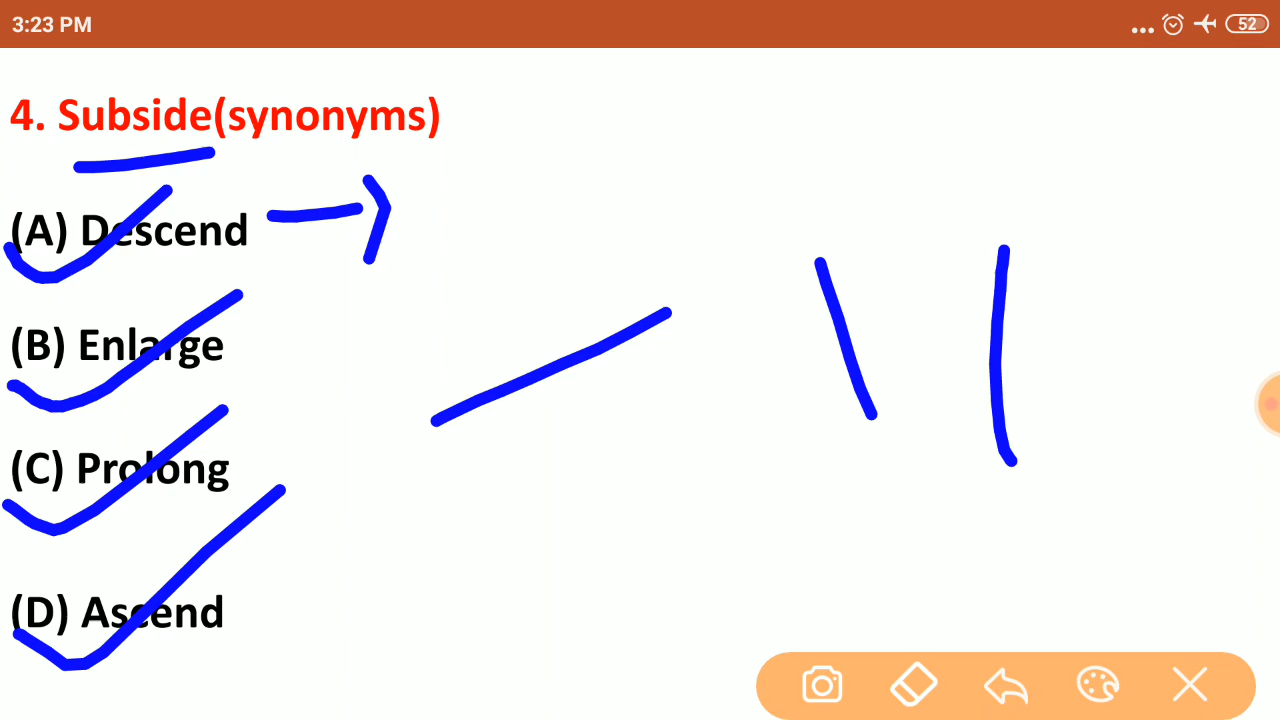 3:23 PM
52
4. Subside(synonyms)
(A) Descend
(B) Enlarge
(C) Prolong
(D) Ascend